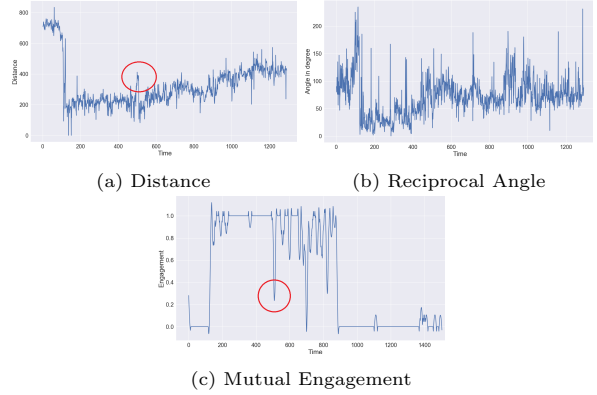 800
600
400
200
0
Distance
0 200 400 600 800 1000 1200
Time
(a) Distance
200
150
100
50
0
Angle in degree
0 200 400 600 800 1000 1200
Time
(b) Reciprocal Angle
1.0
0.8
0.6
0.4
0.2
0.0
Engagement
0 200 400 600 800 1000 1200 1400
Time
(c) Mutual Engagement